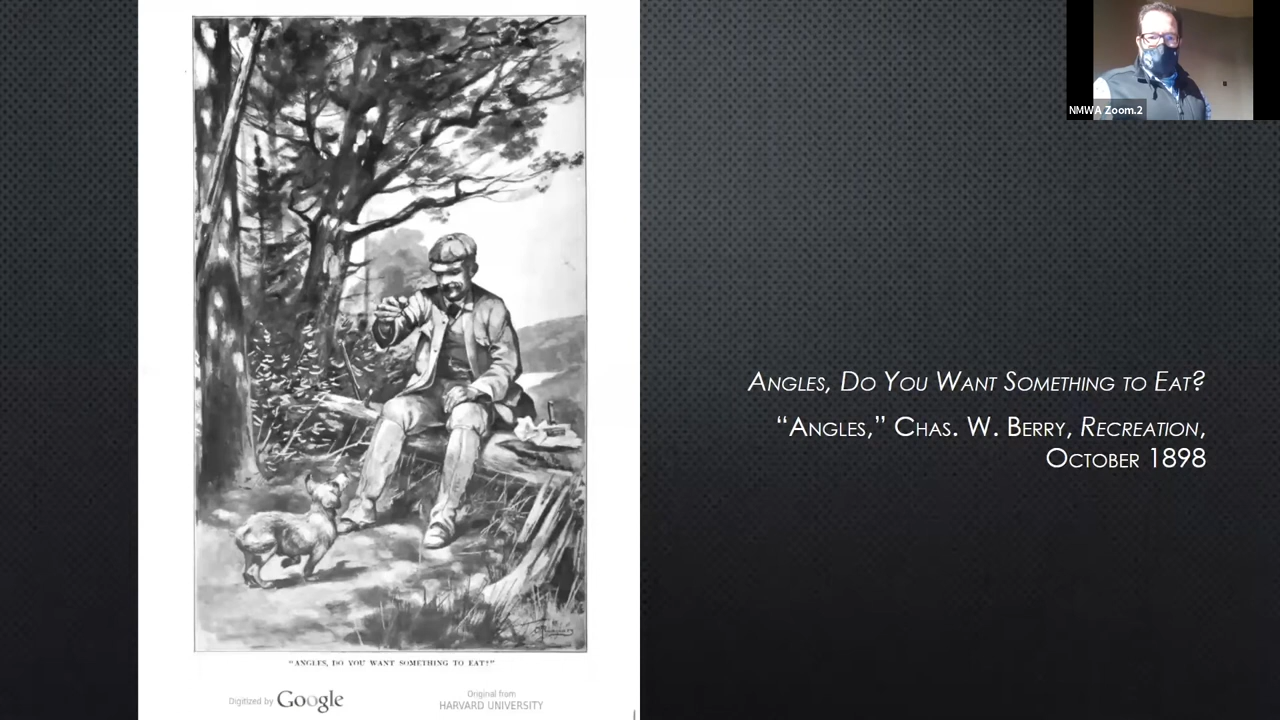 NMWA Zoom.2
Angles, Do You Want Something to Eat?
“Angles,” Chas. W. Berry, Recreation,
October 1898
"ANGLES, DO YOU WANT SOMETHING TO EAT?"
Digitized by Google
Original from
HARVARD UNIVERSITY